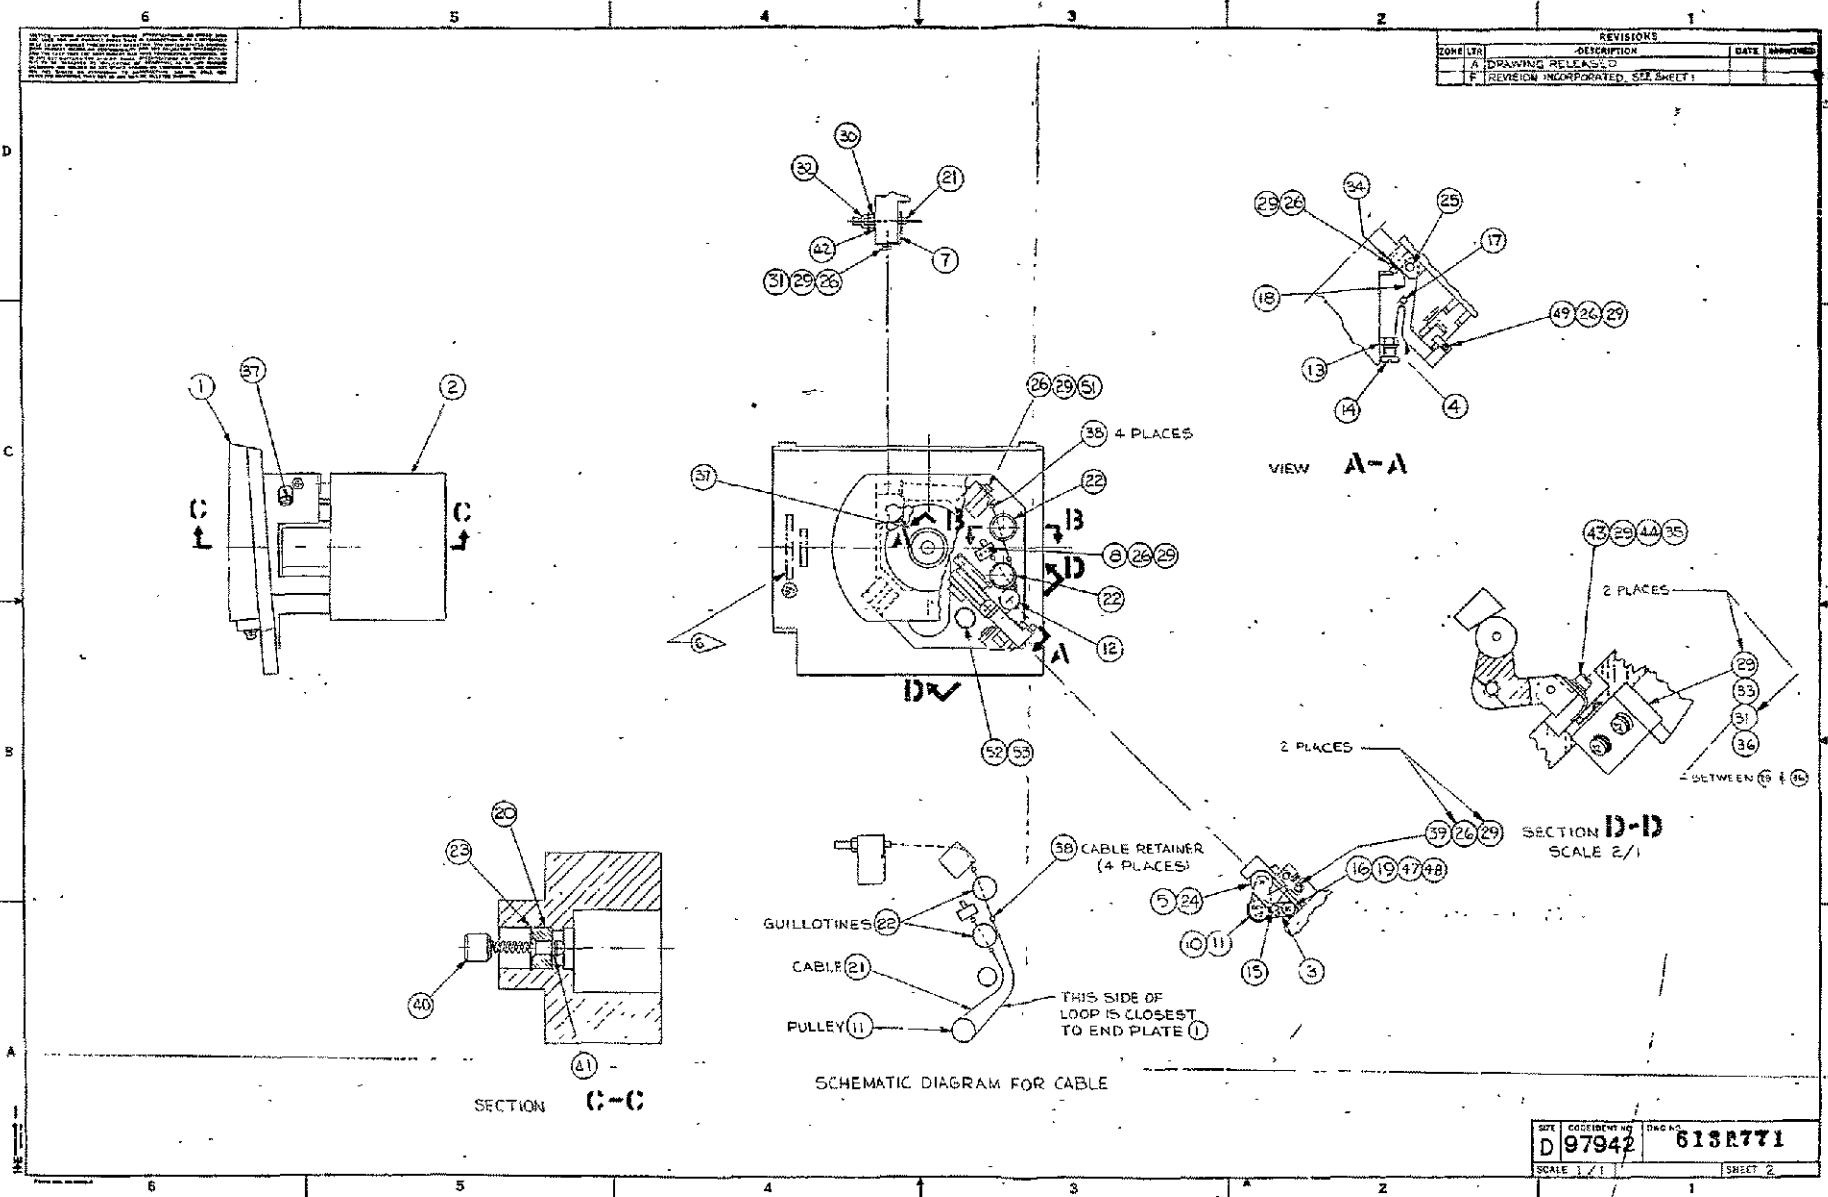 6 5 4 3 2 1
REVISIONS
ZONE LTR DESCRIPTION DATE APPROVED
A DRAWING RELEASED
F REVISION INCORPORATED, SEE SHEET 1
D
C
B
A
30
32
21
42
7
31 29 26
34
29 26
25
17
18
49 26 29
13
14
4
VIEW A-A
1
37
2
C C
26 29 51
38 4 PLACES
37
22
B B
A
8 26 29
D
22
12
A
6
D
52 53
43 29 44 35
2 PLACES
29
33
31
36
BETWEEN
SECTION D-D
SCALE 2/1
2 PLACES
39 26 29
16 19 47 48
5 24
10 11
15
3
20
23
40
41
SECTION C-C
38 CABLE RETAINER
(4 PLACES)
GUILLOTINES 22
CABLE 21
PULLEY 11
THIS SIDE OF
LOOP IS CLOSEST
TO END PLATE 1
SCHEMATIC DIAGRAM FOR CABLE
SIZE CODE IDENT NO DWG NO
D 97942
SCALE 1/1 SHEET 2
6 5 4 3 2 1